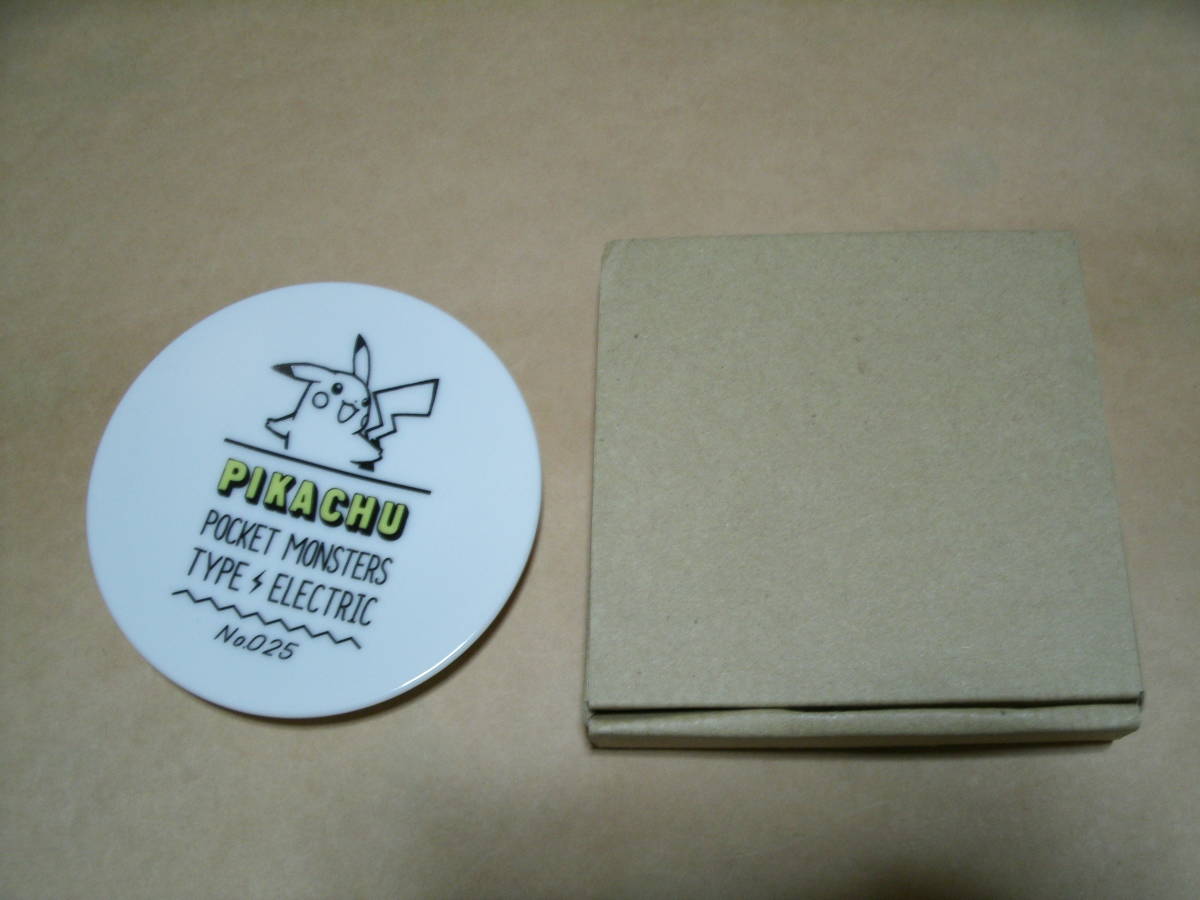 PIKACHU
POCKET MONSTERS
TYPE ⚡ ELECTRIC
No.025